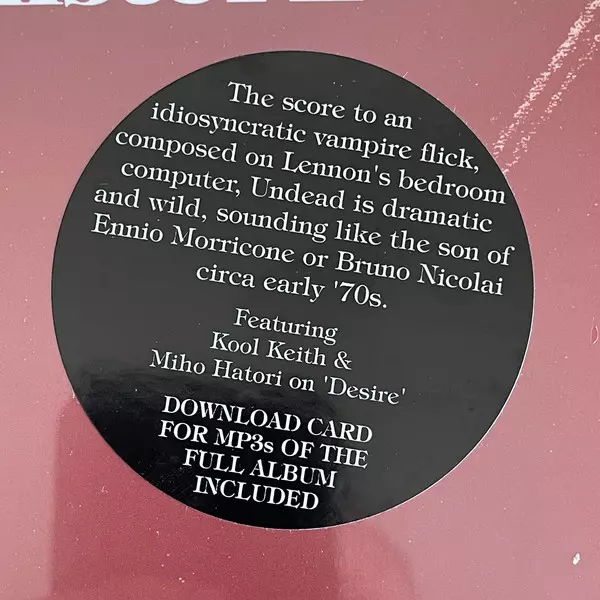 The score to an
idiosyncratic vampire flick,
composed on Lennon's bedroom
computer, Undead is dramatic
and wild, sounding like the son of
Ennio Morricone or Bruno Nicolai
circa early '70s.
Featuring
Kool Keith &
Miho Hatori on 'Desire'
DOWNLOAD CARD
FOR MP3s OF THE
FULL ALBUM
INCLUDED